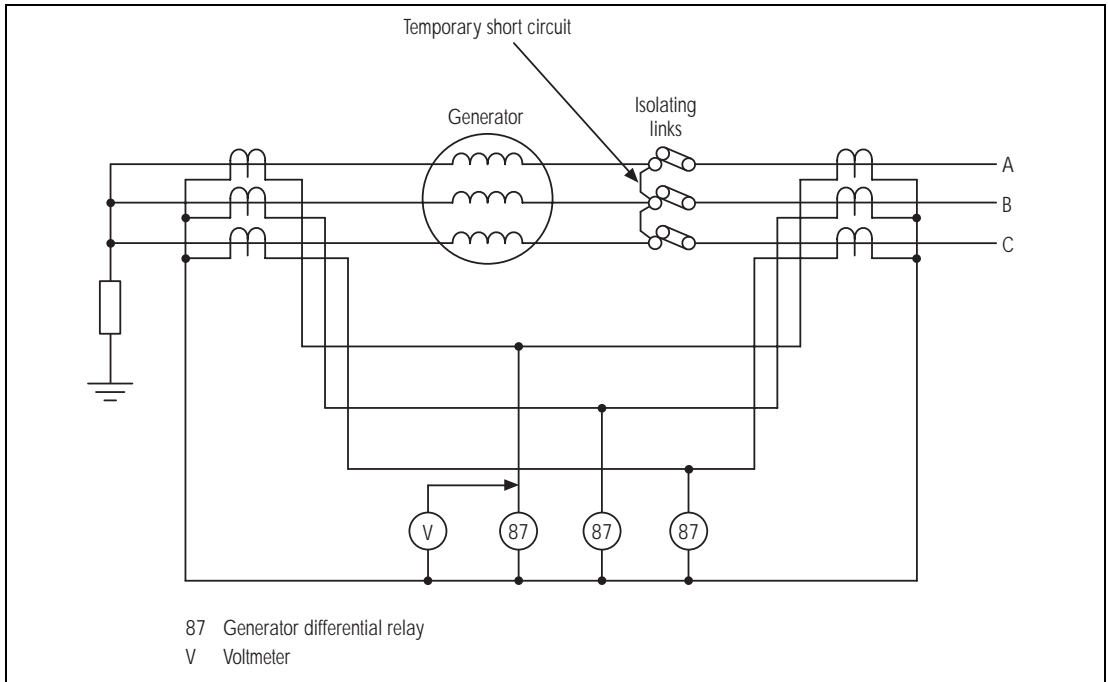 Temporary short circuit
Generator
Isolating
links
A
B
C
V
87
87
87
87 Generator differential relay
V Voltmeter